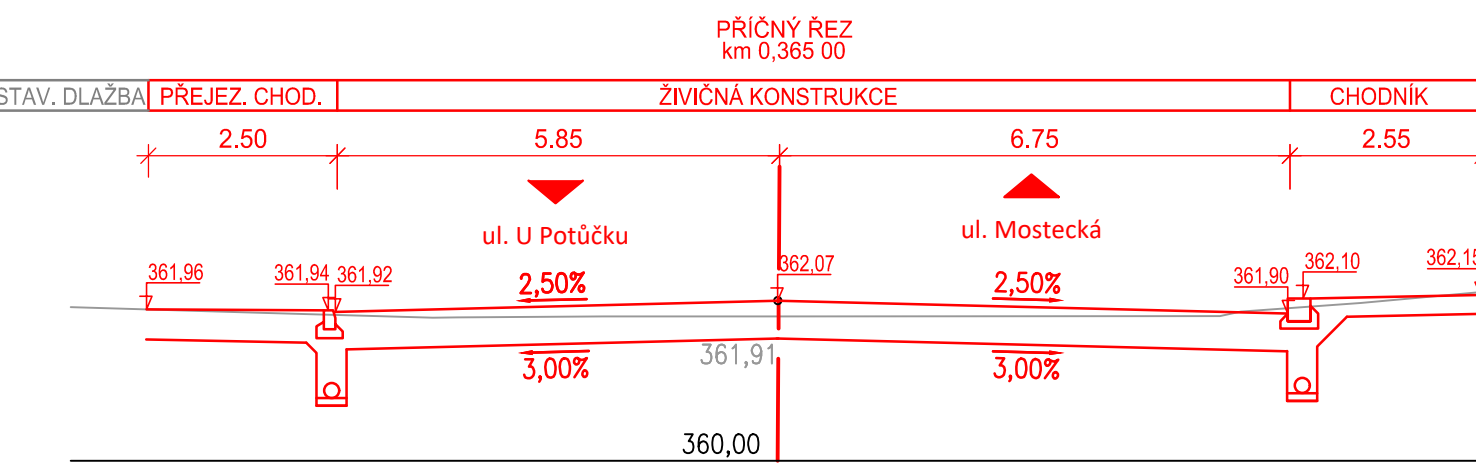 PŘÍČNÝ ŘEZ
km 0,365 00
STAV. DLAŽBA PŘEJEZ. CHOD. ŽIVIČNÁ KONSTRUKCE CHODNÍK
2.50 5.85 6.75 2.55
ul. U Potůčku ul. Mostecká
361,96 361,94 361,92 2,50% 362,07 2,50% 361,90 362,10 362,15
3,00% 361,91 3,00%
360,00